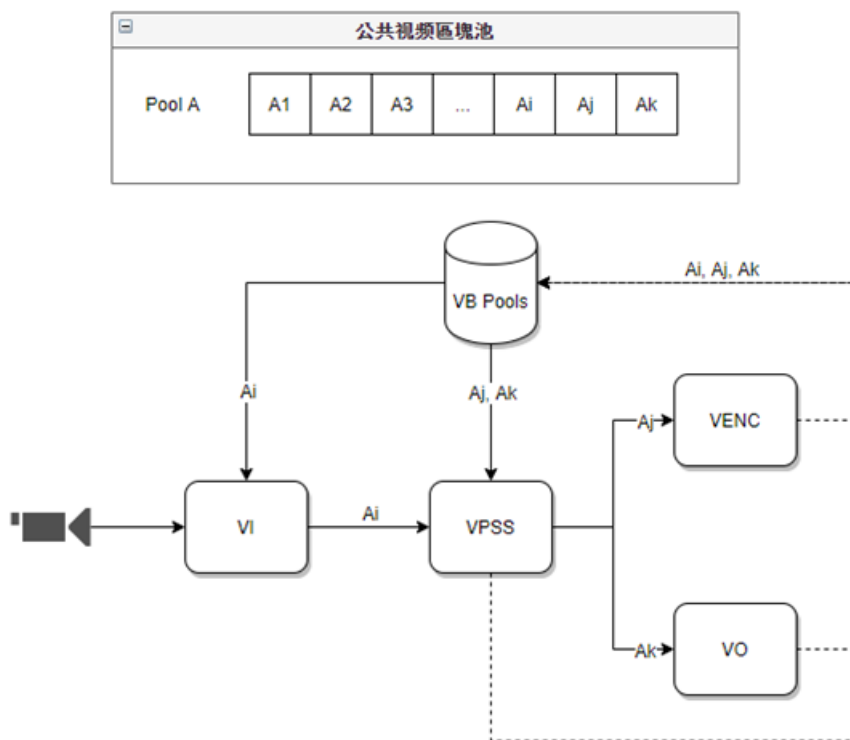 公共视频區塊池
Pool A A1 A2 A3 ... Ai Aj Ak
Ai, Aj, Ak
VB Pools
Ai
Aj, Ak
Aj
VENC
VI
Ai
VPSS
Ak
VO